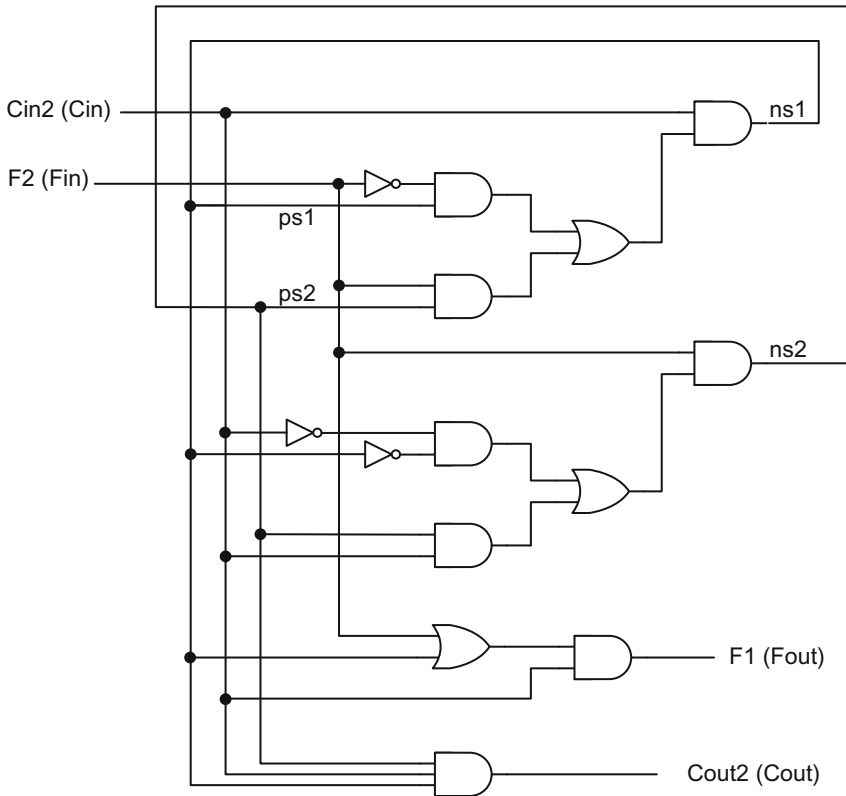 Cin2 (Cin)
ns1
F2 (Fin)
ps1
ps2
ns2
F1 (Fout)
Cout2 (Cout)